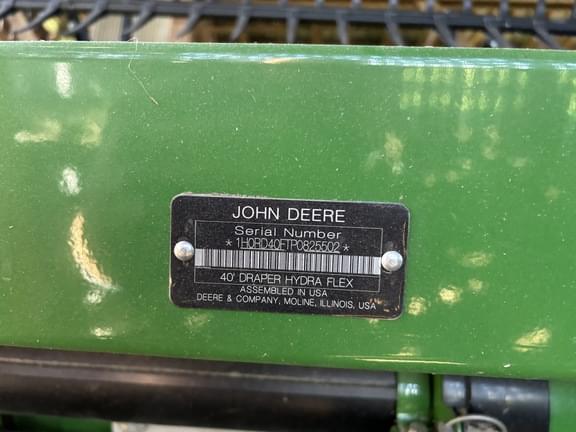 JOHN DEERE
Serial Number
*1H0RD40FTP0825502*
40' DRAPER HYDRA FLEX
ASSEMBLED IN USA
DEERE & COMPANY, MOLINE, ILLINOIS, USA